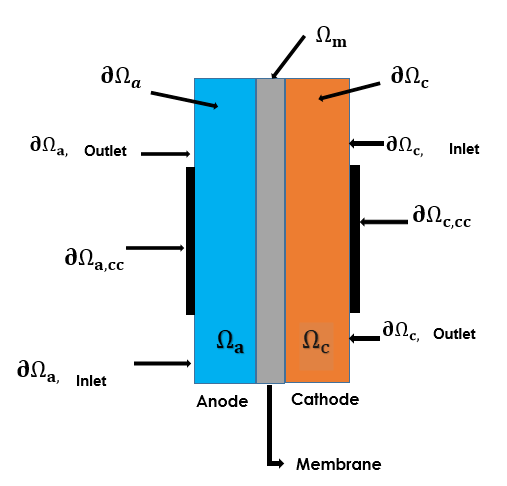 Ωm
∂Ωa
∂Ωc
∂Ωa, Outlet
∂Ωc, Inlet
∂Ωc,cc
∂Ωa,cc
Ωa
Ωc
∂Ωc, Outlet
∂Ωa, Inlet
Anode
Cathode
Membrane